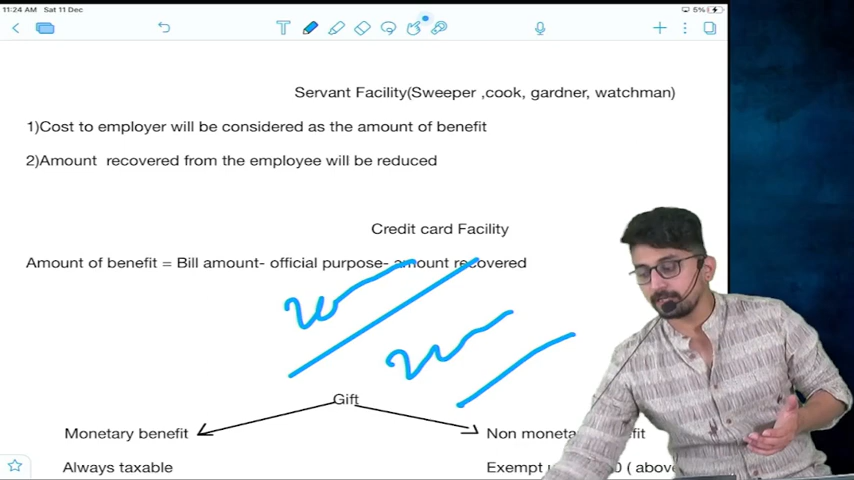 11:24 AM Sat 11 Dec 5%
T
Servant Facility(Sweeper ,cook, gardner, watchman)
1)Cost to employer will be considered as the amount of benefit
2)Amount recovered from the employee will be reduced
Credit card Facility
Amount of benefit = Bill amount- official purpose- amount recovered
Gift
Monetary benefit Non
Always taxable Exempt